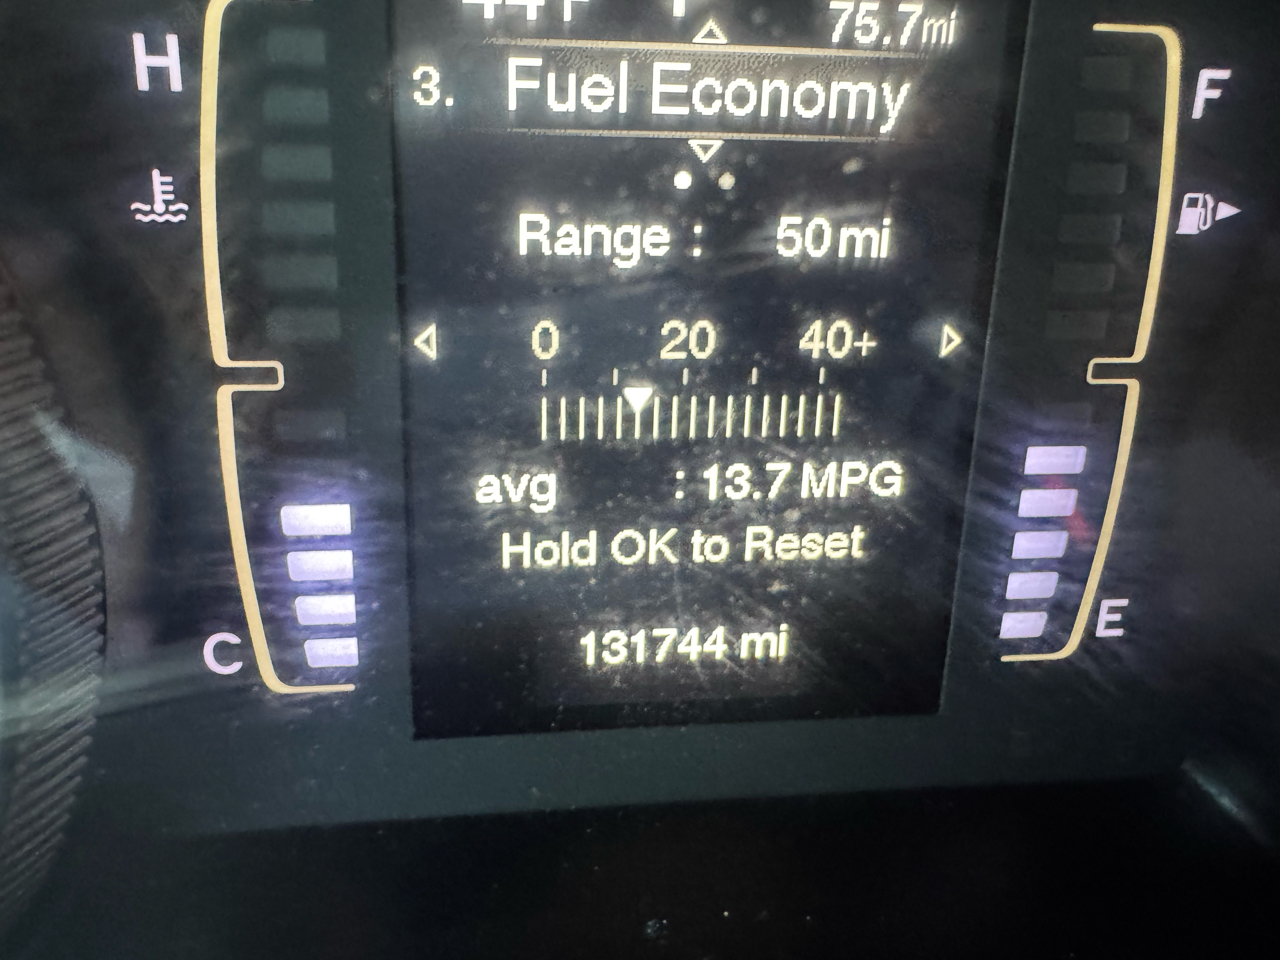 75.7mi
H
3. Fuel Economy
F
Range : 50 mi
0 20 40+
avg : 13.7 MPG
Hold OK to Reset
C
E
131744 mi